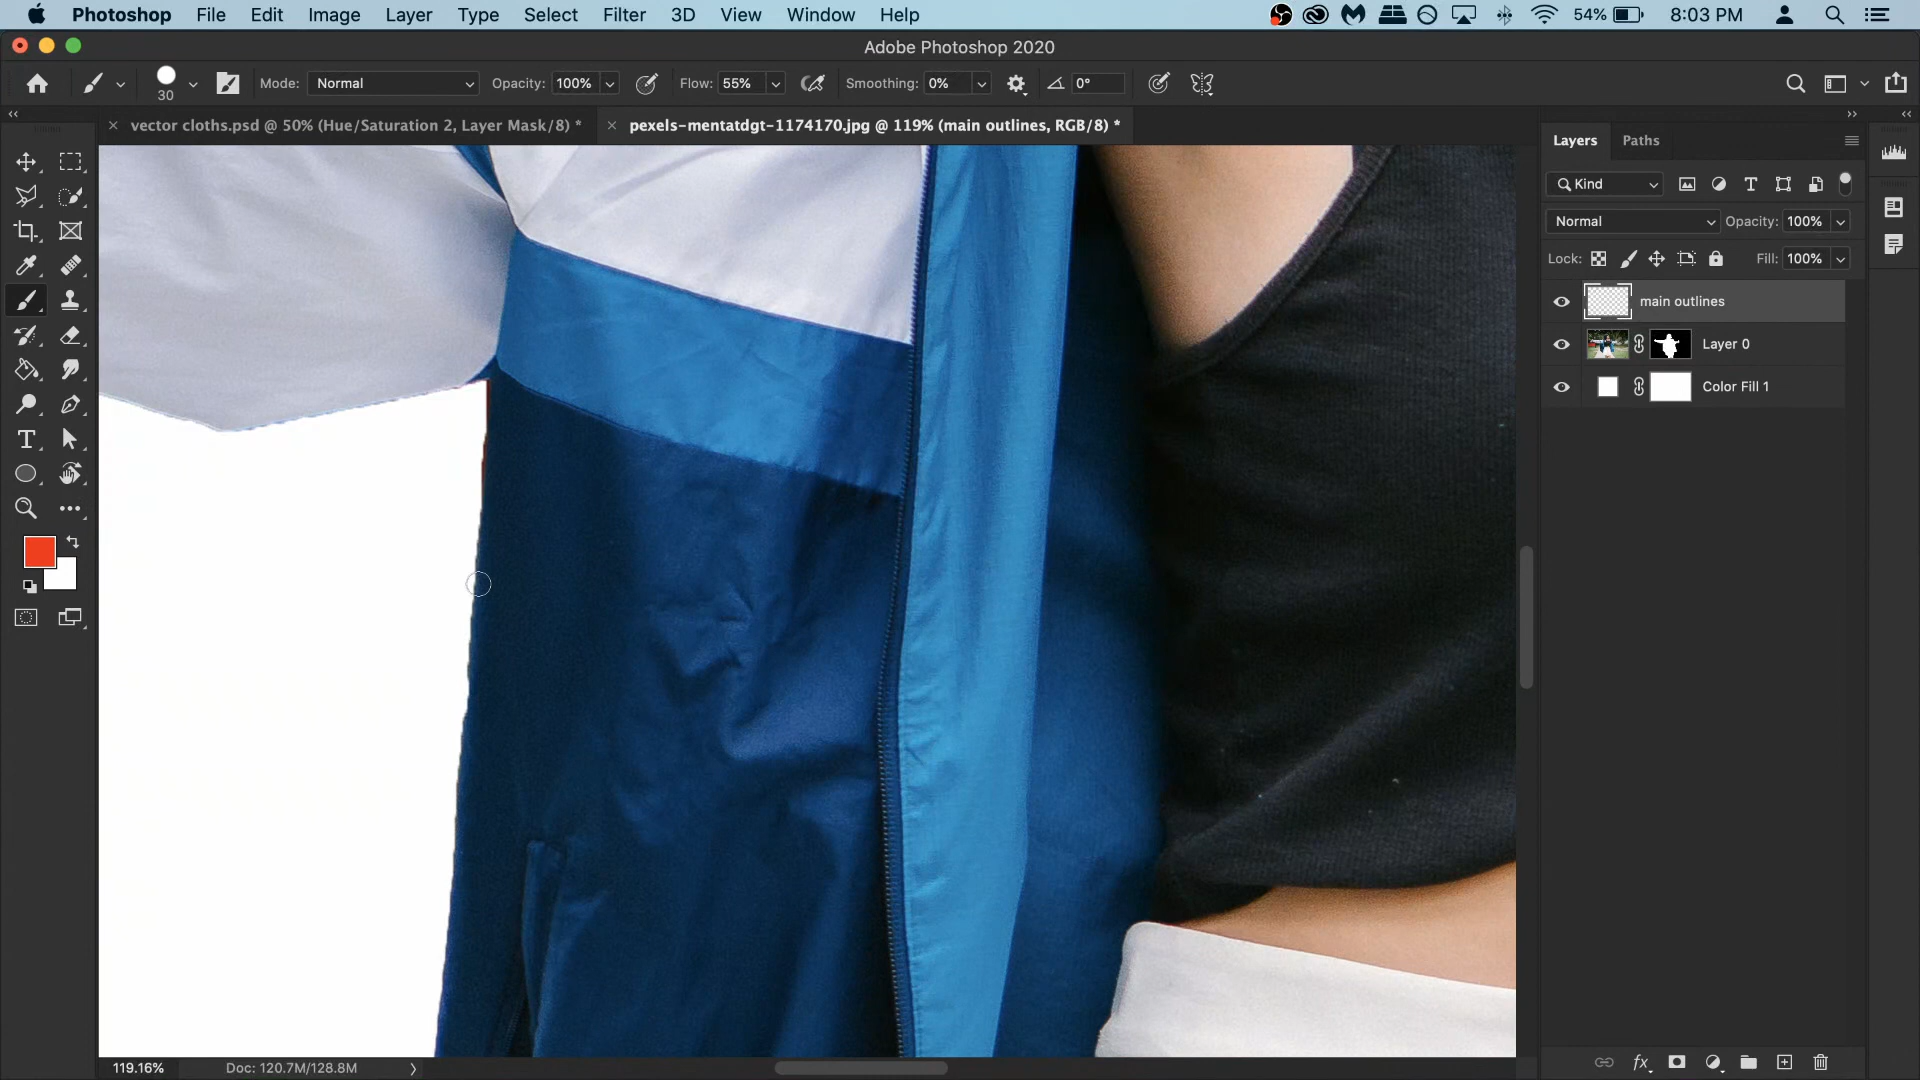 Photoshop File Edit Image Layer Type Select Filter 3D View Window Help 54% 8:03 PM
Adobe Photoshop 2020
30 Mode: Normal Opacity: 100% Flow: 55% Smoothing: 0% 0°
vector cloths.psd @ 50% (Hue/Saturation 2, Layer Mask/8) * pexels-mentatdgt-1174170.jpg @ 119% (main outlines, RGB/8) *
Layers Paths
Kind
Normal Opacity: 100%
Lock: Fill: 100%
main outlines
Layer 0
Color Fill 1
119.16% Doc: 120.7M/128.8M